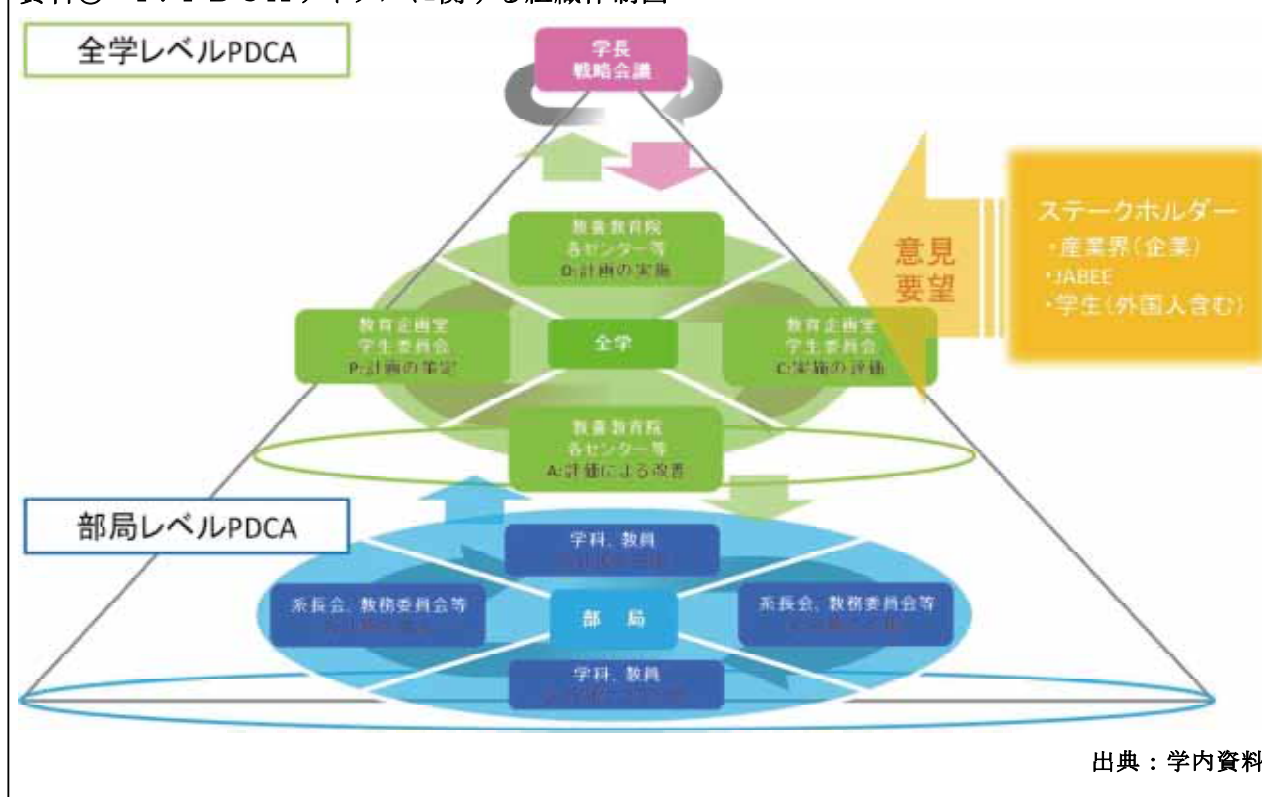 全学レベルPDCA
学長
戦略会議
教養教育院
各センター等
D:計画の実施
教育企画室
学生委員会
P:計画の策定
全学
教育企画室
学生委員会
C:実施の評価
教養教育院
各センター等
A:評価による改善
意見
要望
ステークホルダー
・産業界(企業)
・JABEE
・学生(外国人含む)
部局レベルPDCA
学科、教員
系長会、教務委員会等
部 局
系長会、教務委員会等
学科、教員
出典：学内資料